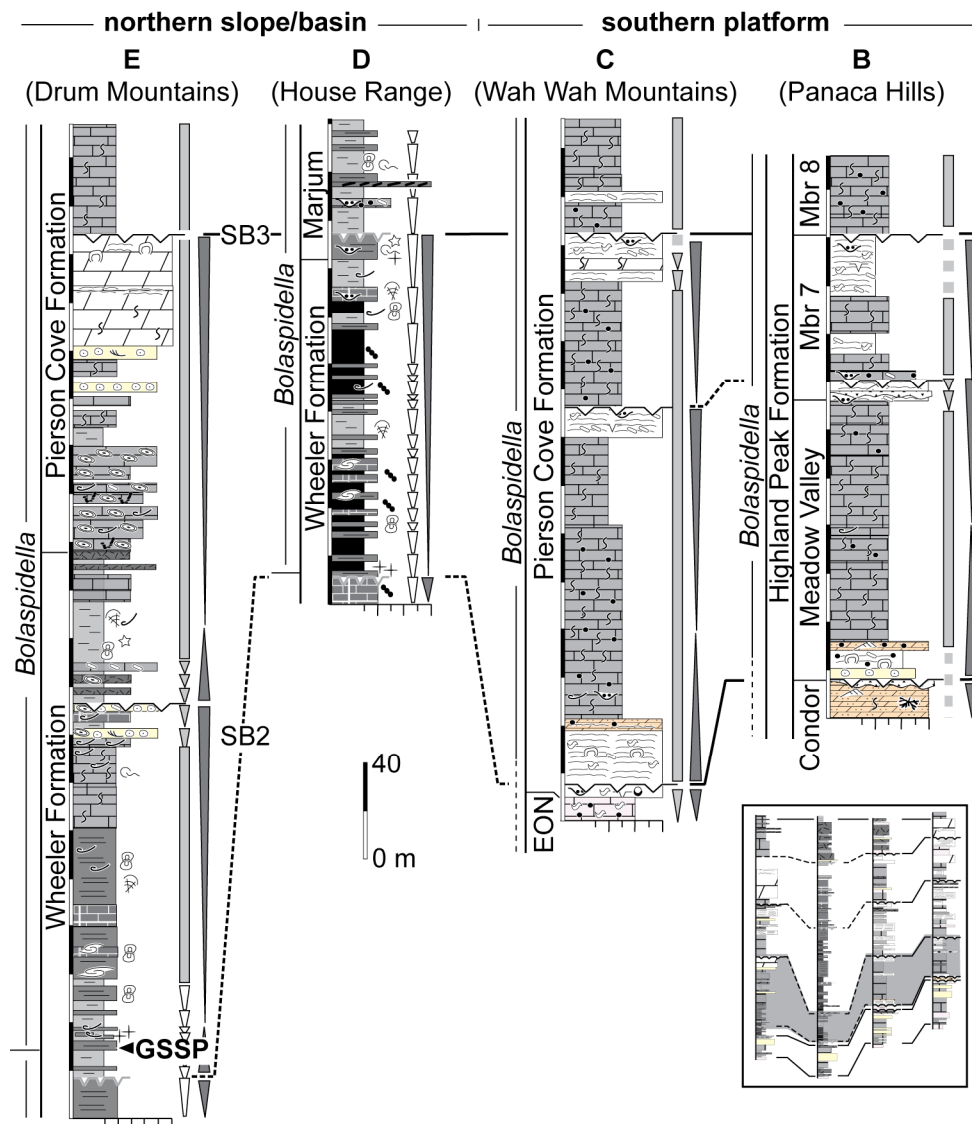 northern slope/basin
southern platform
E
(Drum Mountains)
D
(House Range)
C
(Wah Wah Mountains)
B
(Panaca Hills)
Bolaspidella
Pierson Cove Formation
Wheeler Formation
SB3
SB2
GSSP
Bolaspidella
Marjum
Wheeler Formation
40
0 m
Bolaspidella
Pierson Cove Formation
EON
Bolaspidella
Highland Peak Formation
Mbr 8
Mbr 7
Meadow Valley
Condor